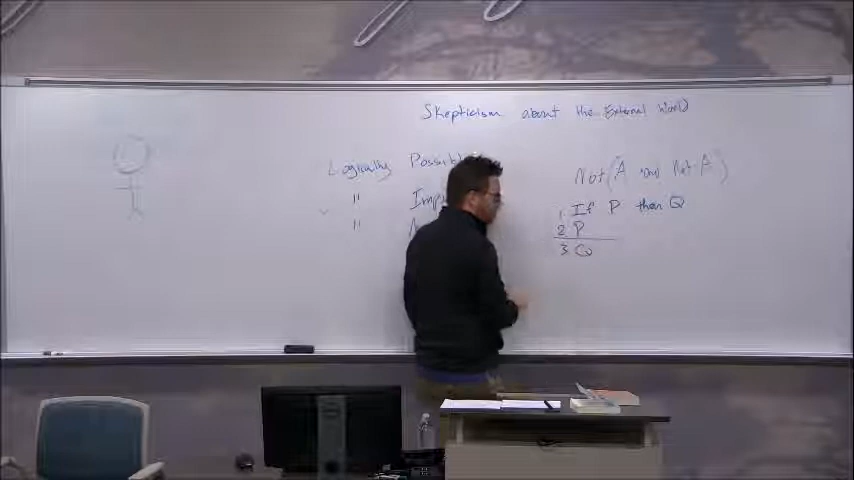 Skepticism about the External World
Logically Possible
" Imp
"
Not (A and Not-A)
1. If P then Q
2 P
3 Q